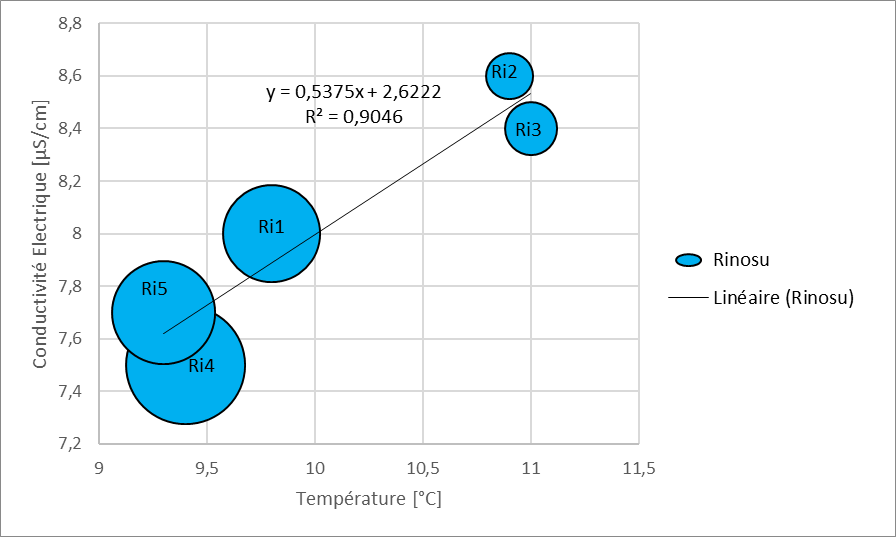 8,8
8,6
8,4
8,2
8
7,8
7,6
7,4
7,2
Conductivité Electrique [µS/cm]
y = 0,5375x + 2,6222
R² = 0,9046
Ri2
Ri3
Ri1
Ri5
Ri4
9
9,5
10
10,5
11
11,5
Température [°C]
Rinosu
Linéaire (Rinosu)